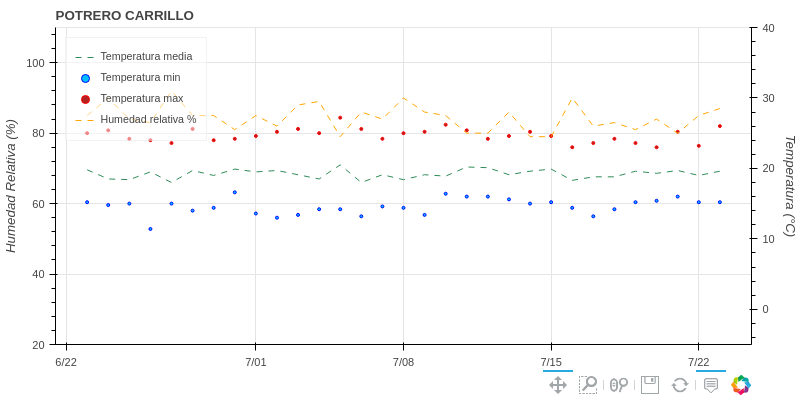 POTRERO CARRILLO
Temperatura media
Temperatura min
Temperatura max
Humedad relativa %
Humedad Relativa (%)
100
80
60
40
20
40
30
20
10
0
Temperatura (°C)
6/22
7/01
7/08
7/15
7/22